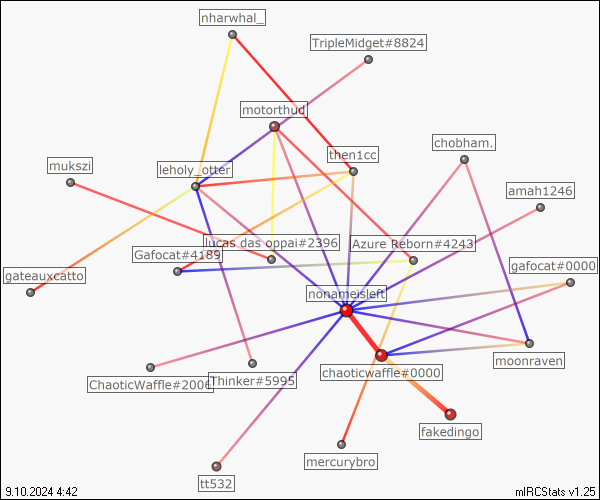 nharwhal_
TripleMidget#8824
motorthud
then1cc
chobham.
mukszi
leholy_otter
amah1246
lucas das oppai#2396
Azure Reborn#4243
Gafocat#4189
gafocat#0000
gateauxcatto
nonameisleft
moonraven
chaoticwaffle#0000
ChaoticWaffle#2006
Thinker#5995
fakedingo
mercurybro
tt532
9.10.2024 4:42
mIRCStats v1.25